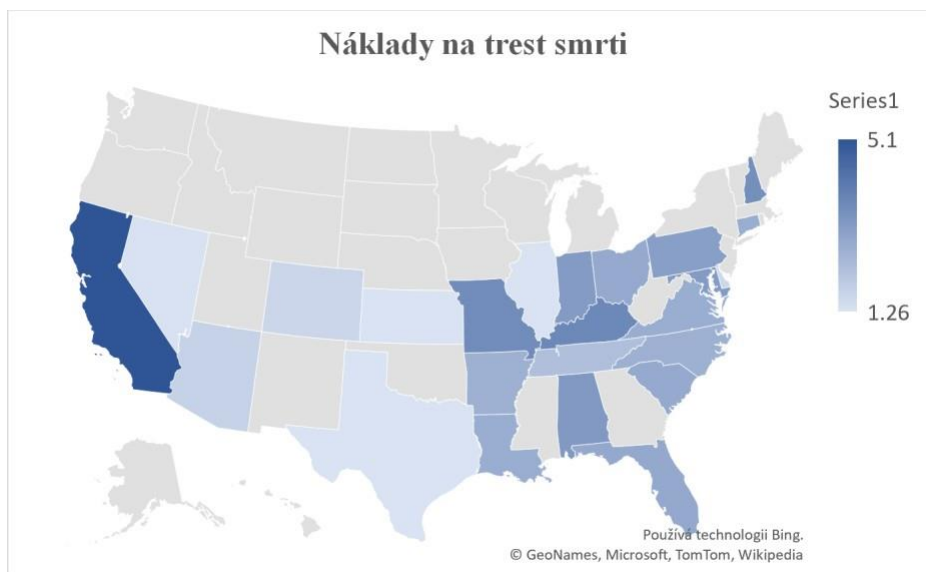 Náklady na trest smrti
Series1
5.1
1.26
Používá technologii Bing.
© GeoNames, Microsoft, TomTom, Wikipedia